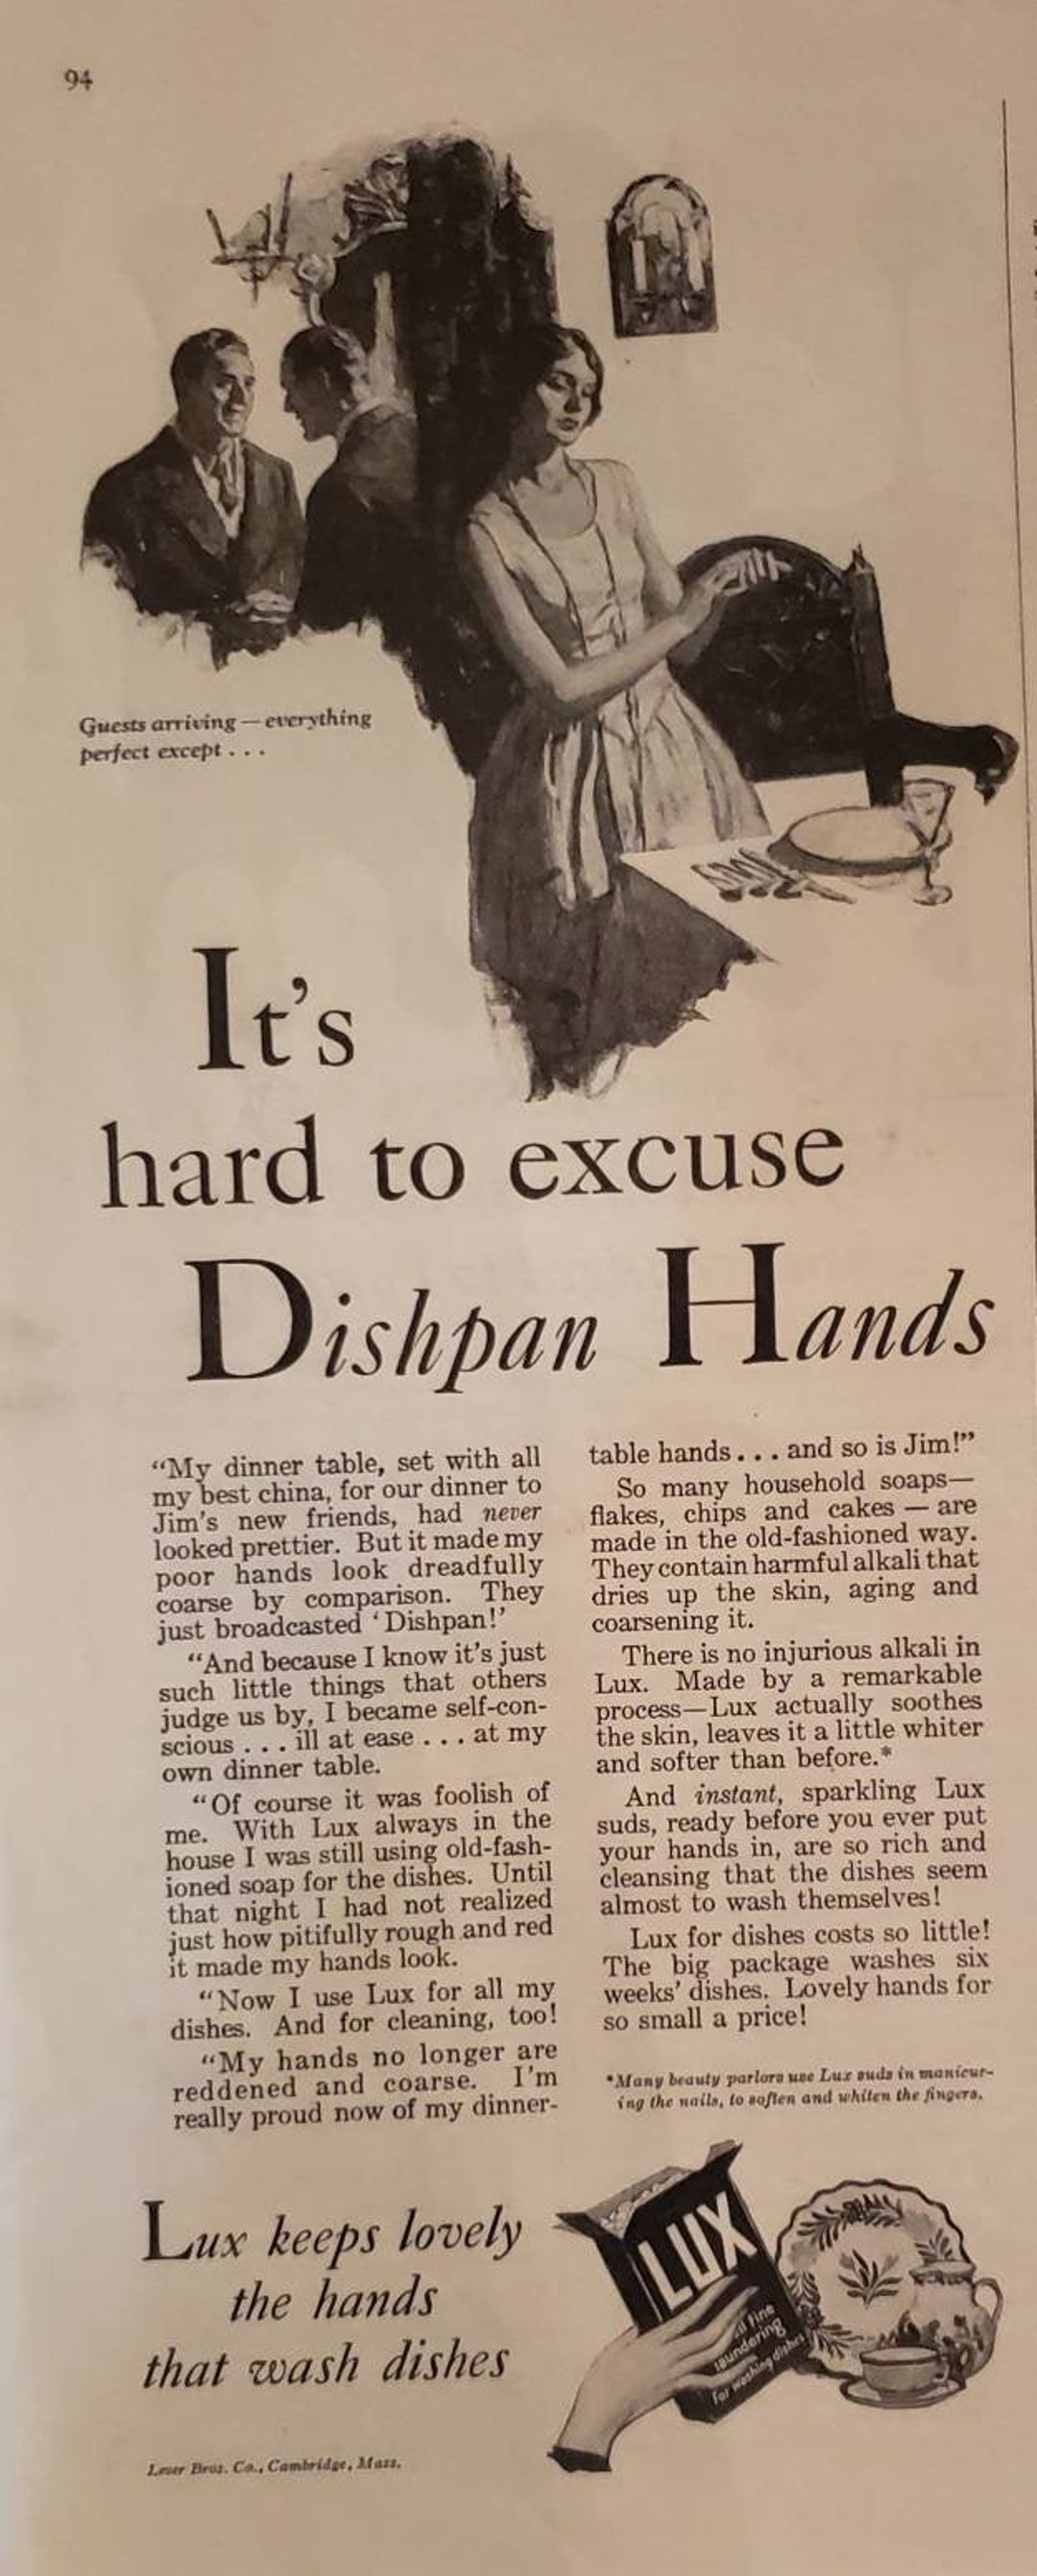 94
Guests arriving — everything
perfect except . . .
It's
hard to excuse
Dishpan Hands
“My dinner table, set with all
my best china, for our dinner to
Jim's new friends, had never
looked prettier. But it made my
poor hands look dreadfully
coarse by comparison. They
just broadcasted ‘Dishpan!’
“And because I know it's just
such little things that others
judge us by, I became self-con-
scious . . . ill at ease . . . at my
own dinner table.
“Of course it was foolish of
me. With Lux always in the
house I was still using old-fash-
ioned soap for the dishes. Until
that night I had not realized
just how pitifully rough and red
it made my hands look.
“Now I use Lux for all my
dishes. And for cleaning, too!
“My hands no longer are
reddened and coarse. I'm
really proud now of my dinner-
table hands . . . and so is Jim!”
So many household soaps—
flakes, chips and cakes — are
made in the old-fashioned way.
They contain harmful alkali that
dries up the skin, aging and
coarsening it.
There is no injurious alkali in
Lux. Made by a remarkable
process—Lux actually soothes
the skin, leaves it a little whiter
and softer than before.*
And instant, sparkling Lux
suds, ready before you ever put
your hands in, are so rich and
cleansing that the dishes seem
almost to wash themselves!
Lux for dishes costs so little!
The big package washes six
weeks' dishes. Lovely hands for
so small a price!
*Many beauty parlors use Lux suds in manicur-
ing the nails, to soften and whiten the fingers.
Lux keeps lovely
the hands
that wash dishes
LUX
fine
laundering
For washing dishes
Lever Bros. Co., Cambridge, Mass.